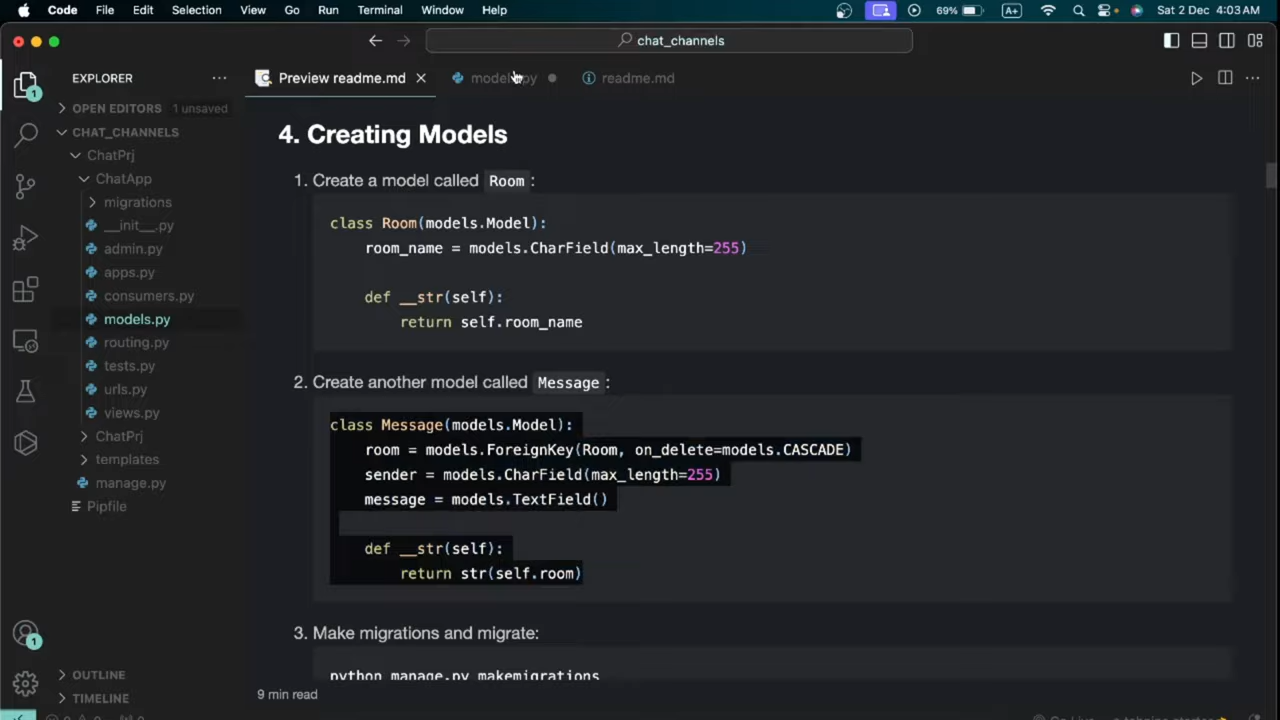 Code File Edit Selection View Go Run Terminal Window Help 69% A+ Sat 2 Dec 4:03 AM
chat_channels
EXPLORER
Preview readme.md
readme.md
OPEN EDITORS 1 unsaved
CHAT_CHANNELS
ChatPrj
ChatApp
migrations
__init__.py
admin.py
apps.py
consumers.py
models.py
routing.py
tests.py
urls.py
views.py
ChatPrj
templates
manage.py
Pipfile
OUTLINE
TIMELINE
1
1
4. Creating Models
1. Create a model called Room :
class Room(models.Model):
room_name = models.CharField(max_length=255)
def __str(self):
return self.room_name
2. Create another model called Message :
class Message(models.Model):
room = models.ForeignKey(Room, on_delete=models.CASCADE)
sender = models.CharField(max_length=255)
message = models.TextField()
def __str(self):
return str(self.room)
3. Make migrations and migrate:
python manage.py makemigrations
9 min read